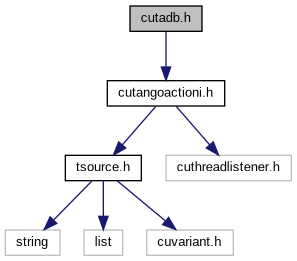 cutadb.h
cutangoactioni.h
tsource.h
cuthreadlistener.h
string
list
cuvariant.h